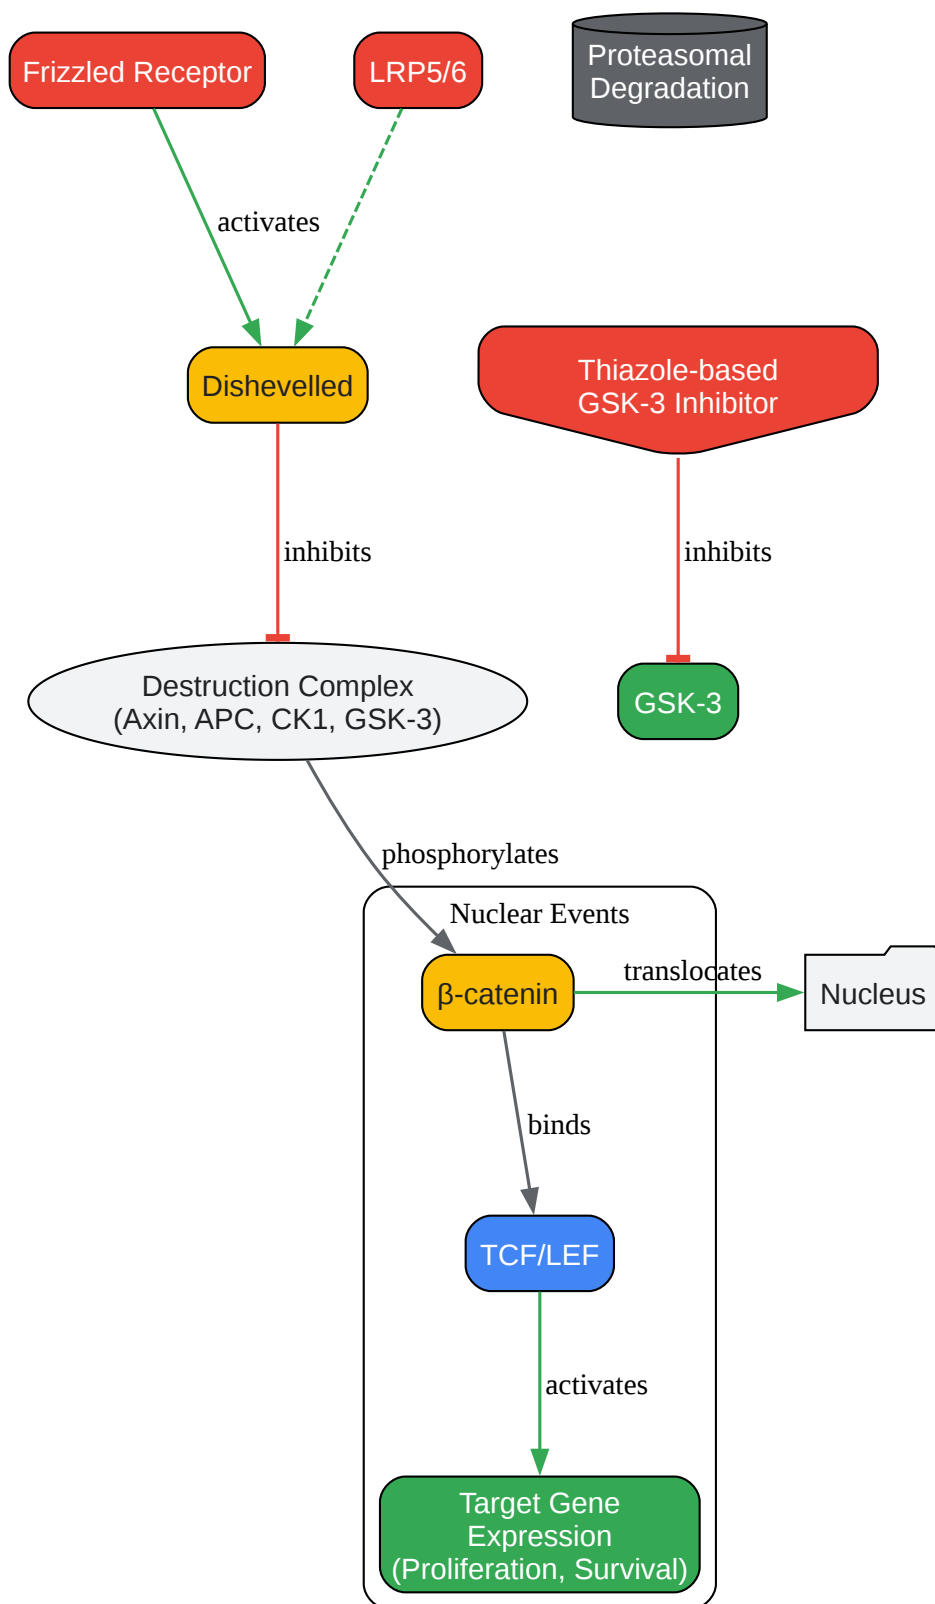 Frizzled Receptor
LRP5/6
Proteasomal
Degradation
activates
Dishevelled
Thiazole-based
GSK-3 Inhibitor
inhibits
inhibits
Destruction Complex
(Axin, APC, CK1, GSK-3)
GSK-3
phosphorylates
Nuclear Events
β-catenin
translocates
Nucleus
binds
TCF/LEF
activates
Target Gene
Expression
(Proliferation, Survival)